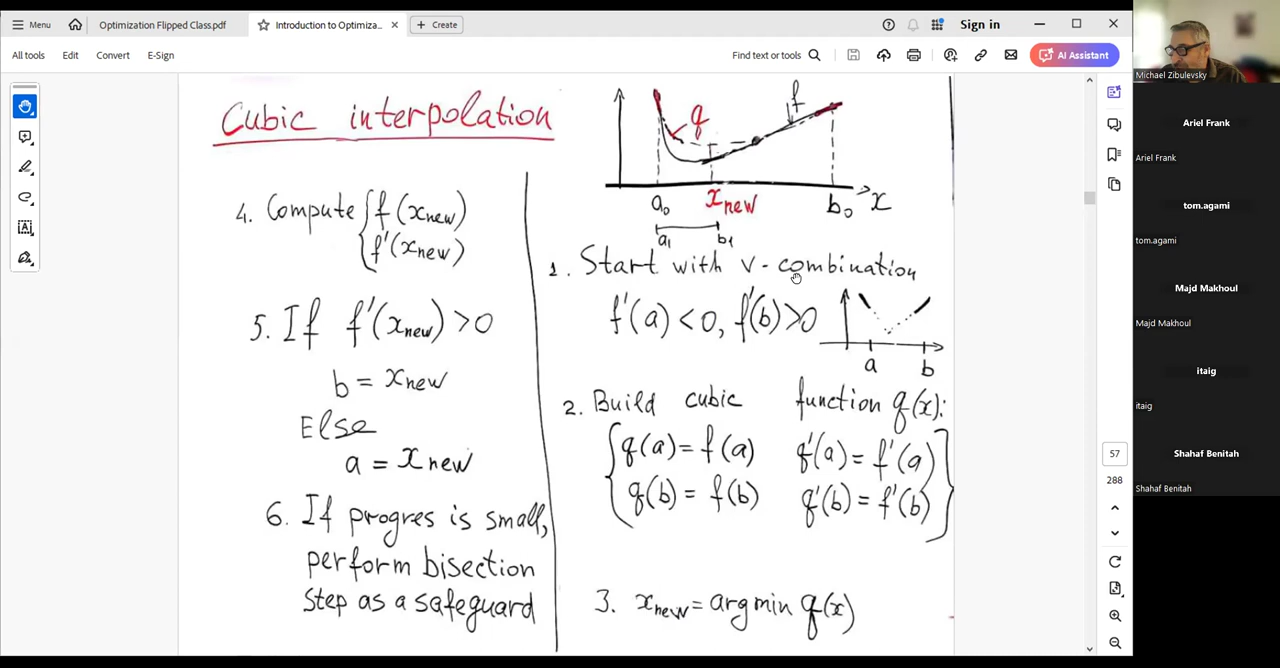 Menu
Optimization Flipped Class.pdf
Introduction to Optimiza...
Create
Sign in
All tools
Edit
Convert
E-Sign
Find text or tools
AI Assistant
Cubic interpolation
4. Compute { f(xnew)
{ f'(xnew)
5. If f'(xnew) >0
b = xnew
Else
a = xnew
6. If progres is small,
perform bisection
Step as a safeguard
q
f
a0
xnew
b0
x
a1
b1
1. Start with v-combination
f'(a) <0, f'(b) >0
a
b
2. Build cubic function q(x):
{ q(a) = f(a) q'(a) = f'(a) }
{ q(b) = f(b) q'(b) = f'(b) }
3. xnew = argmin q(x)
57
288
Michael Zibulevsky
Ariel Frank
Ariel Frank
tom.agami
tom.agami
Majd Makhoul
Majd Makhoul
itaig
itaig
Shahaf Benitah
Shahaf Benitah